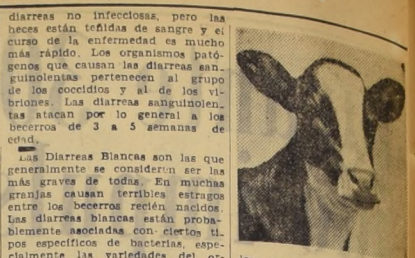 diarreas no infecciosas, pero las
heces están teñidas de sangre y el
curso de la enfermedad es mucho
más rápido. Los organismos pató-
genos que causan las diarreas san-
guinolentas pertenecen al grupo
de los coccidios y al de los vi-
briones. Las diarreas sanguinolen-
tas atacan por lo general a los
becerros de 3 a 5 semanas de
edad.
Las Diarreas Blancas son las que
generalmente se consideren ser las
más graves de todas. En muchas
granjas causan terribles estragos
entre los becerros recién nacidos.
Las diarreas blancas están proba-
blemente asociadas con ciertos ti-
pos específicos de bacterias, espe-
cialmente las variedades del